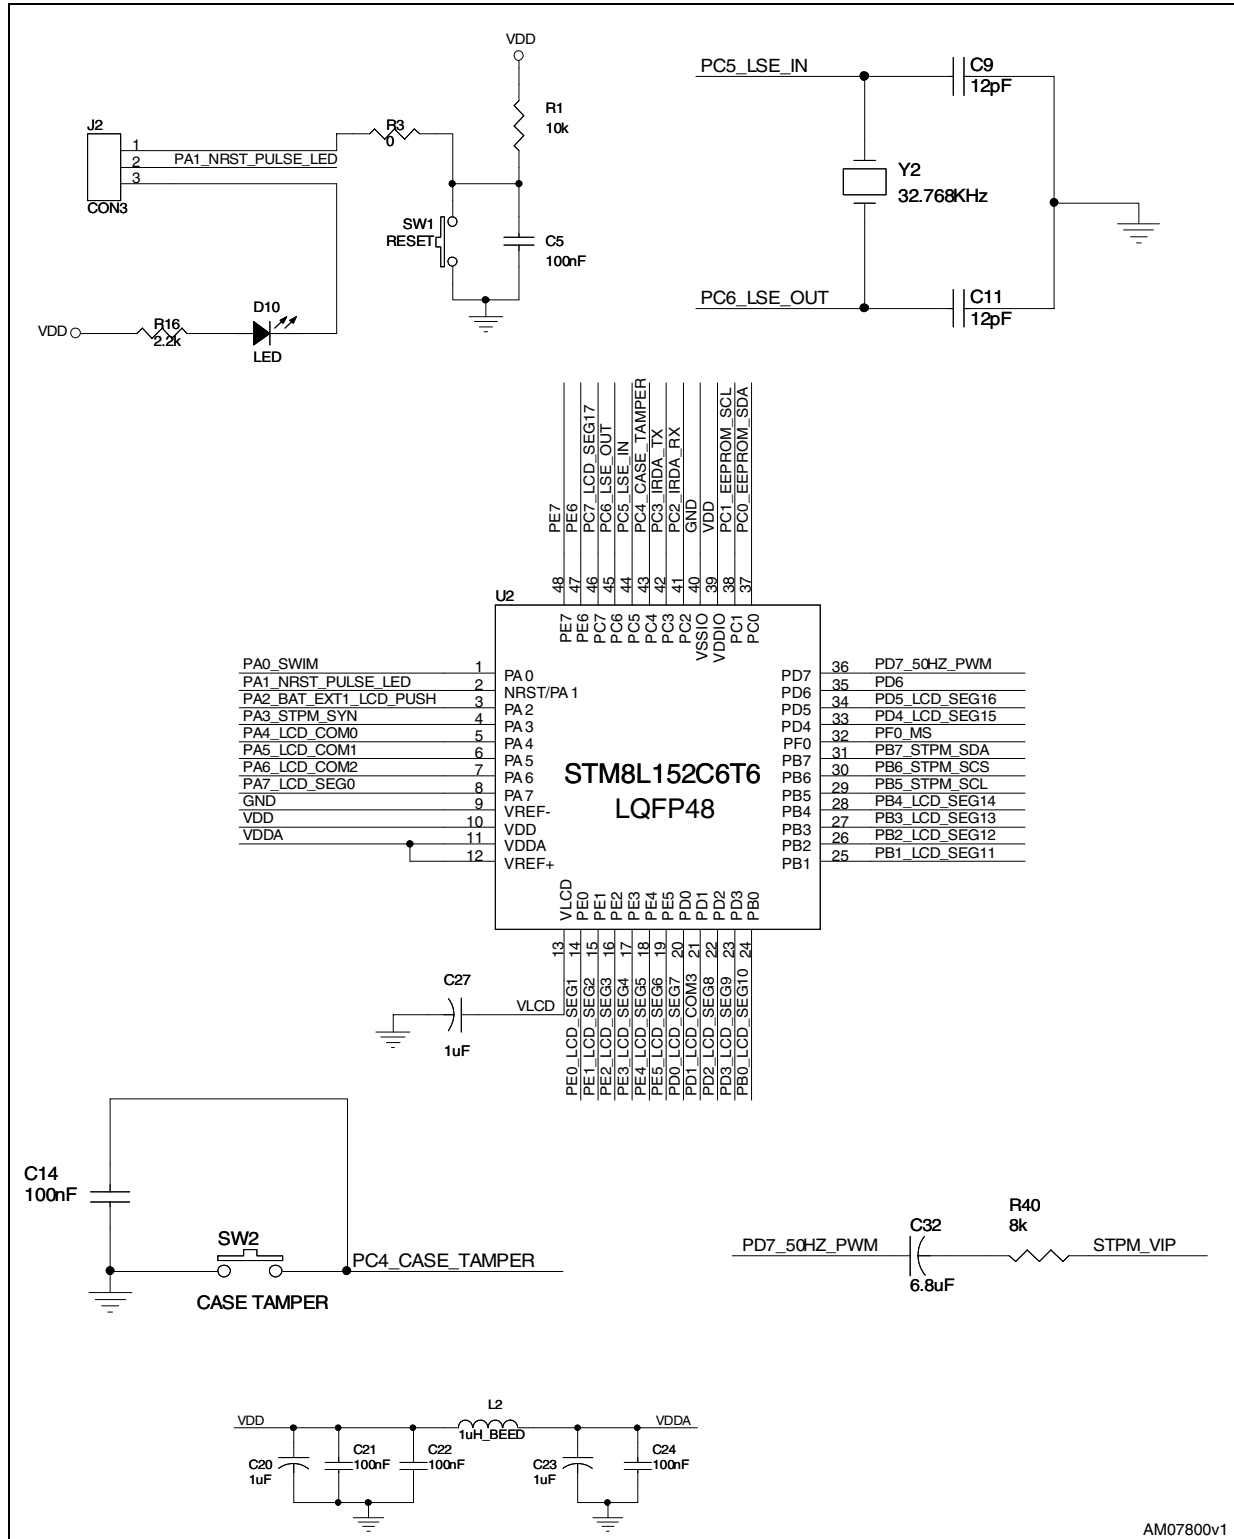 VDD
R1
10k
J2
1
2
3
CON3
PA1_NRST_PULSE_LED
R3
0
SW1
RESET
C5
100nF
VDD
R16
2.2k
D10
LED
PC5_LSE_IN
C9
12pF
Y2
32.768KHz
PC6_LSE_OUT
C11
12pF
PE7
PE6
PC7_LCD_SEG17
PC6_LSE_OUT
PC5_LSE_IN
PC4_CASE_TAMPER
PC3_IRDA_TX
PC2_IRDA_RX
GND
VDD
PC1_EEPROM_SCL
PC0_EEPROM_SDA
48
47
46
45
44
43
42
41
40
39
38
37
U2
PE7
PE6
PC7
PC6
PC5
PC4
PC3
PC2
VSSIO
VDDIO
PC1
PC0
PA0_SWIM 1 PA0
PA1_NRST_PULSE_LED 2 NRST/PA1
PA2_BAT_EXT1_LCD_PUSH 3 PA2
PA3_STPM_SYN 4 PA3
PA4_LCD_COM0 5 PA4
PA5_LCD_COM1 6 PA5
PA6_LCD_COM2 7 PA6
PA7_LCD_SEG0 8 PA7
GND 9 VREF-
VDD 10 VDD
VDDA 11 VDDA
12 VREF+
STM8L152C6T6
LQFP48
PD7 36 PD7_50HZ_PWM
PD6 35 PD6
PD5 34 PD5_LCD_SEG16
PD4 33 PD4_LCD_SEG15
PF0 32 PF0_MS
PB7 31 PB7_STPM_SDA
PB6 30 PB6_STPM_SCS
PB5 29 PB5_STPM_SCL
PB4 28 PB4_LCD_SEG14
PB3 27 PB3_LCD_SEG13
PB2 26 PB2_LCD_SEG12
PB1 25 PB1_LCD_SEG11
VLCD
PE0
PE1
PE2
PE3
PE4
PE5
PD0
PD1
PD2
PD3
PB0
13
14
15
16
17
18
19
20
21
22
23
24
C27
1uF
VLCD
PE0_LCD_SEG1
PE1_LCD_SEG2
PE2_LCD_SEG3
PE3_LCD_SEG4
PE4_LCD_SEG5
PE5_LCD_SEG6
PD0_LCD_SEG7
PD1_LCD_COM3
PD2_LCD_SEG8
PD3_LCD_SEG9
PB0_LCD_SEG10
C14
100nF
SW2
PC4_CASE_TAMPER
CASE TAMPER
PD7_50HZ_PWM
C32
6.8uF
R40
8k
STPM_VIP
VDD
L2
1uH_BEED
VDDA
C20
1uF
C21
100nF
C22
100nF
C23
1uF
C24
100nF
AM07800v1